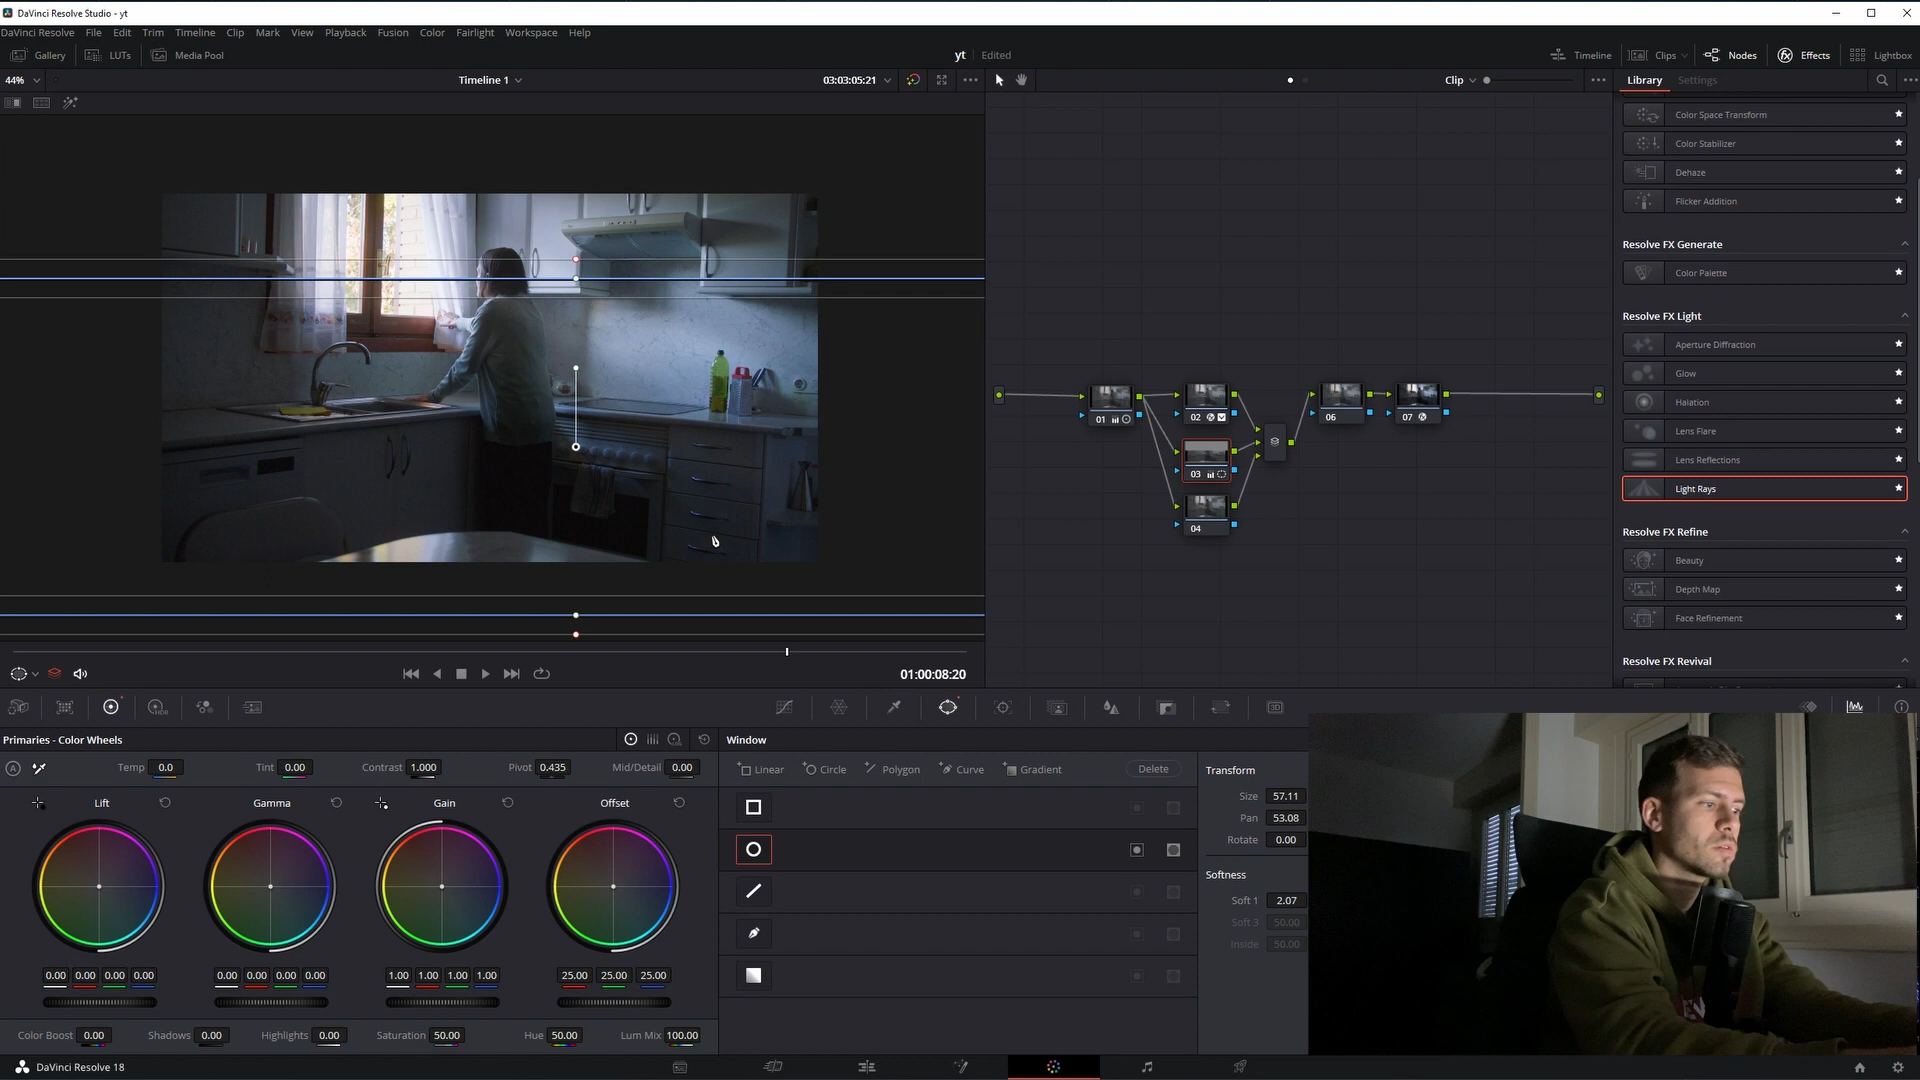 DaVinci Resolve Studio - yt
DaVinci Resolve File Edit Trim Timeline Clip Mark View Playback Fusion Color Fairlight Workspace Help
Gallery LUTs Media Pool yt Edited Timeline Clips Nodes Effects Lightbox
44% Timeline 1 03:03:05:21 Clip Library Settings
Color Space Transform
Color Stabilizer
Dehaze
Flicker Addition
Resolve FX Generate
Color Palette
Resolve FX Light
Aperture Diffraction
Glow
Halation
Lens Flare
Lens Reflections
Light Rays
Resolve FX Refine
Beauty
Depth Map
Face Refinement
Resolve FX Revival
01 02 06 07
03
04
01:00:08:20
Primaries - Color Wheels
Temp 0.0 Tint 0.00 Contrast 1.000 Pivot 0.435 Mid/Detail 0.00
Lift Gamma Gain Offset
0.00 0.00 0.00 0.00 0.00 0.00 0.00 0.00 1.00 1.00 1.00 1.00 25.00 25.00 25.00
Color Boost 0.00 Shadows 0.00 Highlights 0.00 Saturation 50.00 Hue 50.00 Lum Mix 100.00
Window
Linear Circle Polygon Curve Gradient Delete
Transform
Size 57.11
Pan 53.08
Rotate 0.00
Softness
Soft 1 2.07
Soft 3 50.00
Inside 50.00
HDR
3D
DaVinci Resolve 18